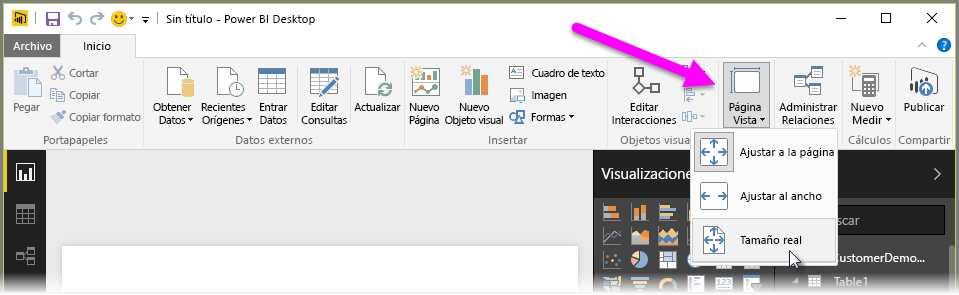 Sin título - Power BI Desktop
Archivo
Inicio
Pegar
Cortar
Copiar
Copiar formato
Portapapeles
Obtener
Datos
Recientes
Orígenes
Entrar
Datos
Editar
Consultas
Actualizar
Datos externos
Nuevo
Página
Nuevo
Objeto visual
Cuadro de texto
Imagen
Formas
Insertar
Editar
Interacciones
Objetos visu
Página
Vista
Administrar
Relaciones
Nuevo
Medir
Cálculos
Publicar
Compartir
Ajustar a la página
Ajustar al ancho
Tamaño real
Visualizacione
scar
CustomerDemo...
Table1